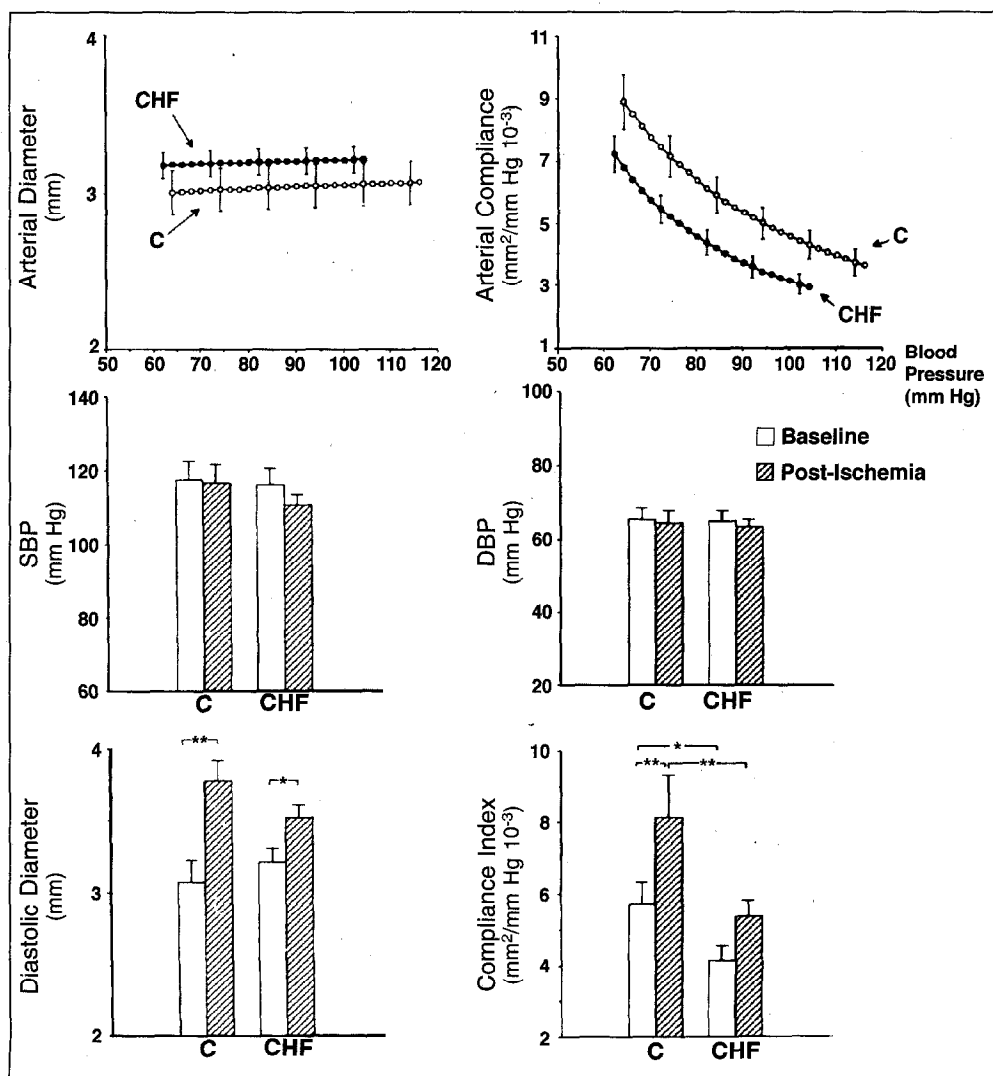 4
3
2
Arterial Diameter
(mm)
CHF
C
50 60 70 80 90 100 110 120
11
9
7
5
3
1
Arterial Compliance
(mm2/mm Hg 10-3)
C
CHF
50 60 70 80 90 100 110 120
Blood
Pressure
(mm Hg)
140
120
100
80
60
SBP
(mm Hg)
C CHF
100
80
60
40
20
DBP
(mm Hg)
Baseline
Post-Ischemia
C CHF
4
3
2
Diastolic Diameter
(mm)
**
*
C CHF
10
8
6
4
2
Compliance Index
(mm2/mm Hg 10-3)
*
** **
C CHF